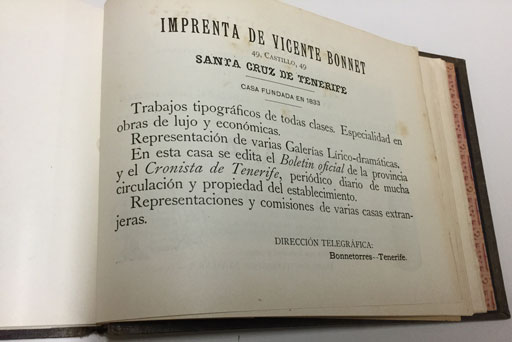 IMPRENTA DE VICENTE BONNET
49, CASTILLO, 49
SANTA CRUZ DE TENERIFE
CASA FUNDADA EN 1833
Trabajos tipográficos de todas clases. Especialidad en
obras de lujo y económicas.
Representación de varias Galerías Lírico-dramáticas.
En esta casa se edita el Boletín oficial de la provincia
y el Cronista de Tenerife, periódico diario de mucha
circulación y propiedad del establecimiento.
Representaciones y comisiones de varias casas extran-
jeras.
DIRECCIÓN TELEGRÁFICA:
Bonnetorres--Tenerife.